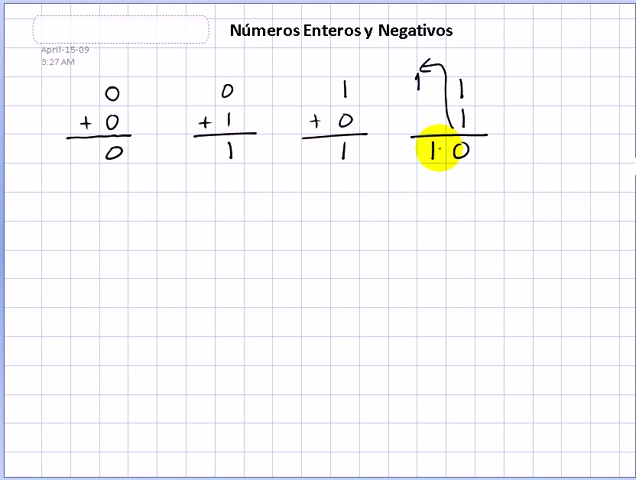 Números Enteros y Negativos
April-15-09
3:27 AM
0 0 1 1 1
+ 0 + 1 + 0 1
0 1 1 1 0